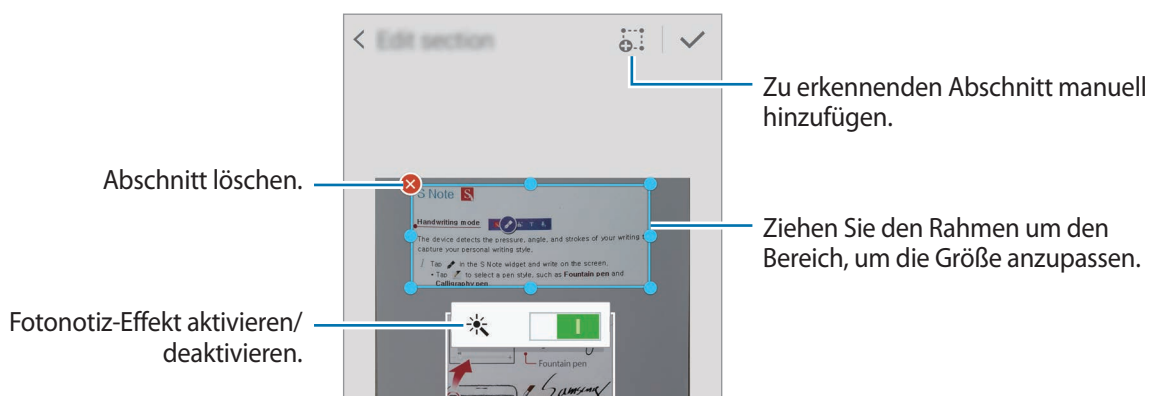 Edit section
Zu erkennenden Abschnitt manuell
hinzufügen.
Abschnitt löschen.
S Note
Handwriting mode
The device detects the pressure, angle, and strokes of your writing
capture your personal writing style.
Tap in the S Note widget and write on the screen.
• Tap to select a pen style, such as Fountain pen and
Calligraphy pen
Ziehen Sie den Rahmen um den
Bereich, um die Größe anzupassen.
Fotonotiz-Effekt aktivieren/
deaktivieren.
Fountain pen
Samsung